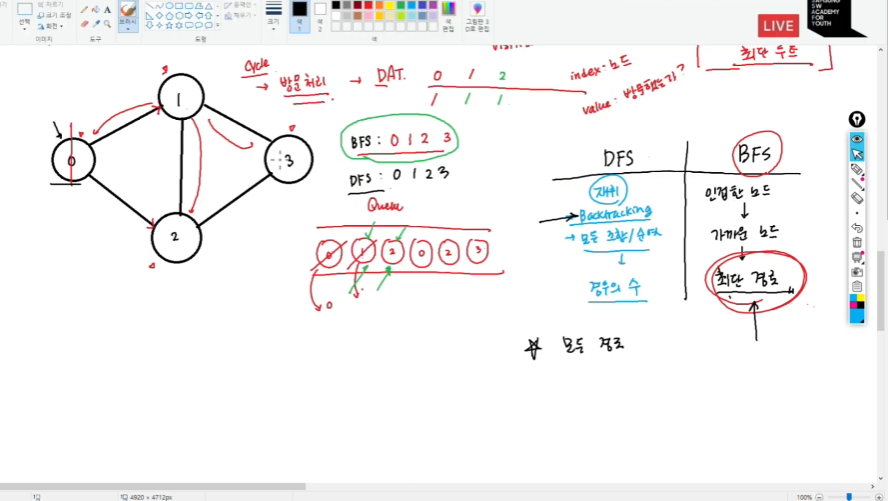 자르기
크기 조정
회전
선택
이미지
브러시
도구
윤곽선
채우기
도형
크기
색 1
색 2
색 편집
그림판 3D로 편집
색
LIVE
SAMSUNG SW ACADEMY FOR YOUTH
Cycle
→ 방문처리 → DAT.
0 1 2
/ / /
index - 노드
value : 방문했는가?
최단 루트
0
1
2
3
BFS : 0 1 2 3
DFS : 0 1 2 3
Queue
0 1 2 0 2 3
0
DFS
BFS
재귀
Backtracking
→ 모든 조합/순열
↓
경우의 수
인접한 노드
↓
가까운 노드
↓
최단 경로
☆ 모든 경로
4920 × 4712px
100%